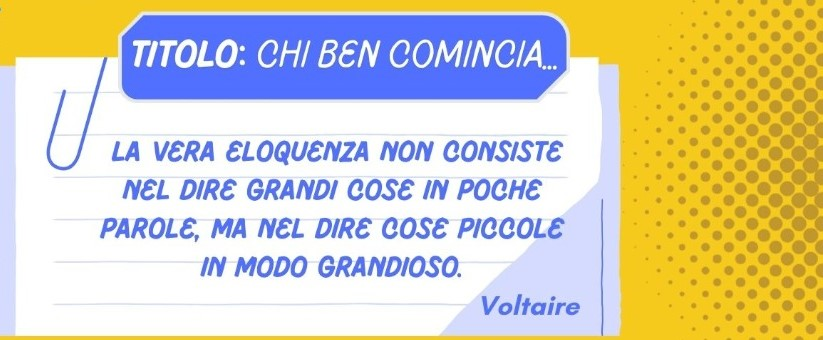 TITOLO: CHI BEN COMINCIA...
LA VERA ELOQUENZA NON CONSISTE
NEL DIRE GRANDI COSE IN POCHE
PAROLE, MA NEL DIRE COSE PICCOLE
IN MODO GRANDIOSO.
Voltaire